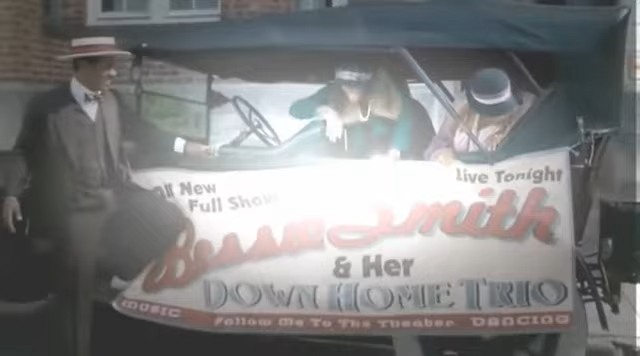 All New
Live Tonight
Full Show
Bessie Smith
& Her
DOWN HOME TRIO
MUSIC Follow Me To The Theater DANCING